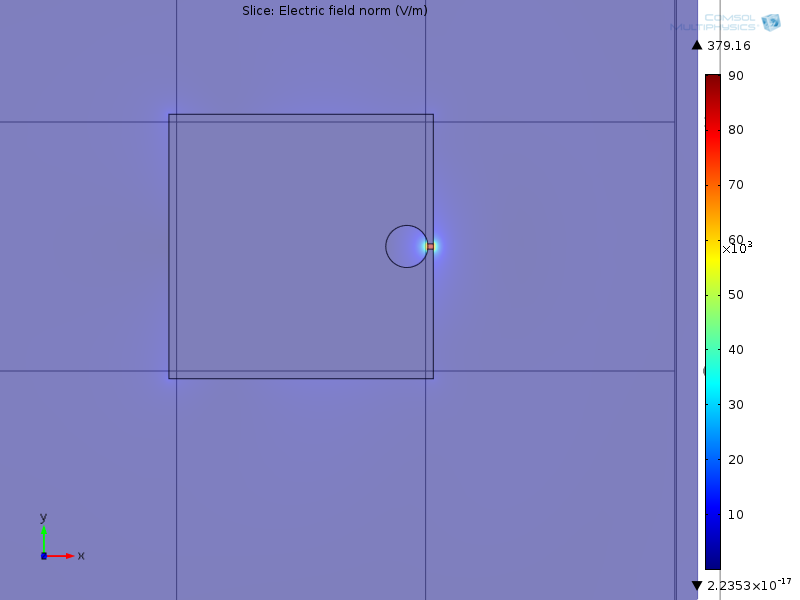 Slice: Electric field norm (V/m)
COMSOL
MULTIPHYSICS
▲ 379.16
90
80
70
60
×10³
50
40
30
20
10
▼ 2.2353×10⁻¹⁷
y
x